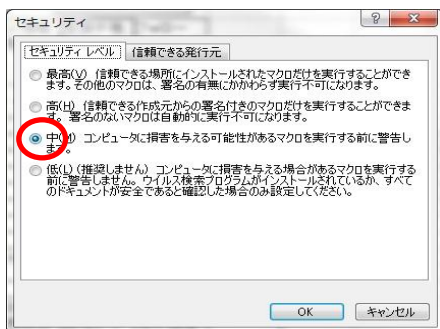 セキュリティ
セキュリティ レベル 信頼できる発行元
最高(V) 信頼できる場所にインストールされたマクロだけを実行することができ
ます。その他のマクロは、署名の有無にかかわらず実行不可になります。
高(H) 信頼できる作成元からの署名付きのマクロだけを実行することができま
す。署名のないマクロは自動的に実行不可になります。
中(M) コンピュータに損害を与える可能性があるマクロを実行する前に警告し
ます。
低(L) (推奨しません) コンピュータに損害を与える場合があるマクロを実行する
前に警告しません。ウイルス検索プログラムがインストールされているか、すべて
のドキュメントが安全であると確認した場合のみ設定してください。
OK キャンセル